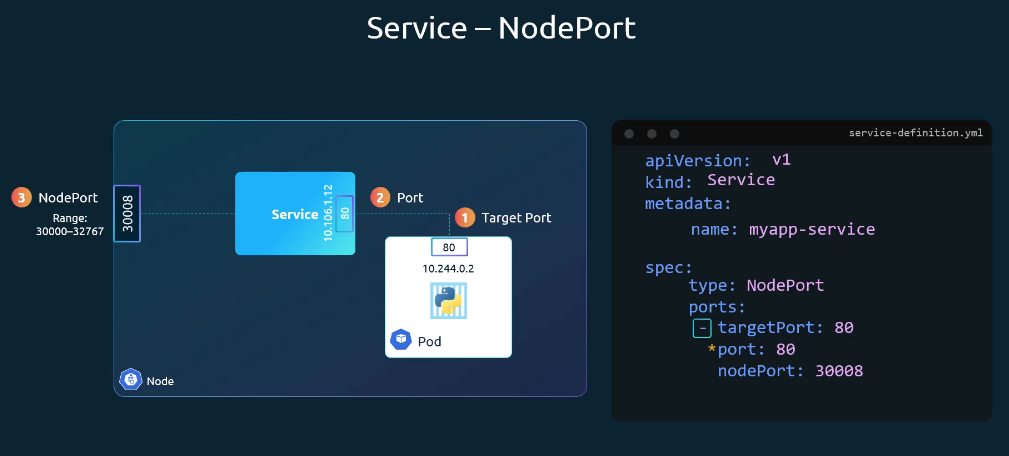 Service – NodePort
3 NodePort
Range:
30000–32767
30008
Service
10.106.1.12
80
2 Port
1 Target Port
80
10.244.0.2
Pod
Node
service-definition.yml
apiVersion: v1
kind: Service
metadata:
name: myapp-service
spec:
type: NodePort
ports:
- targetPort: 80
*port: 80
nodePort: 30008